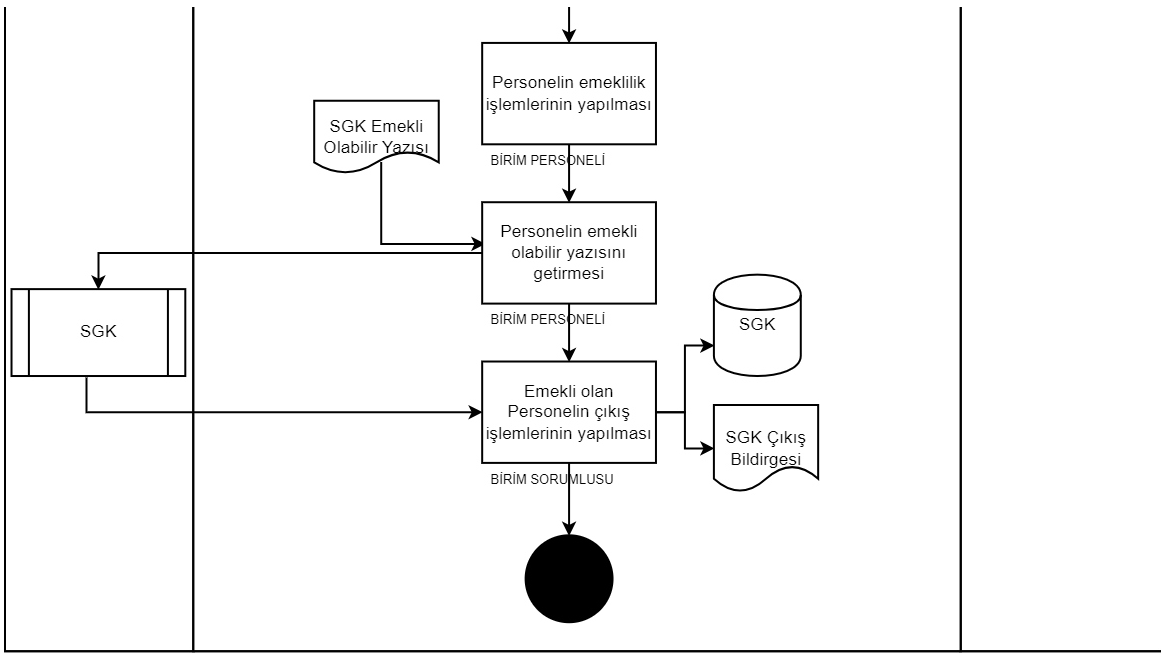 Personelin emeklilik
işlemlerinin yapılması
SGK Emekli
Olabilir Yazısı
BİRİM PERSONELİ
Personelin emekli
olabilir yazısını
getirmesi
SGK
BİRİM PERSONELİ
SGK
Emekli olan
Personelin çıkış
işlemlerinin yapılması
SGK Çıkış
Bildirgesi
BİRİM SORUMLUSU